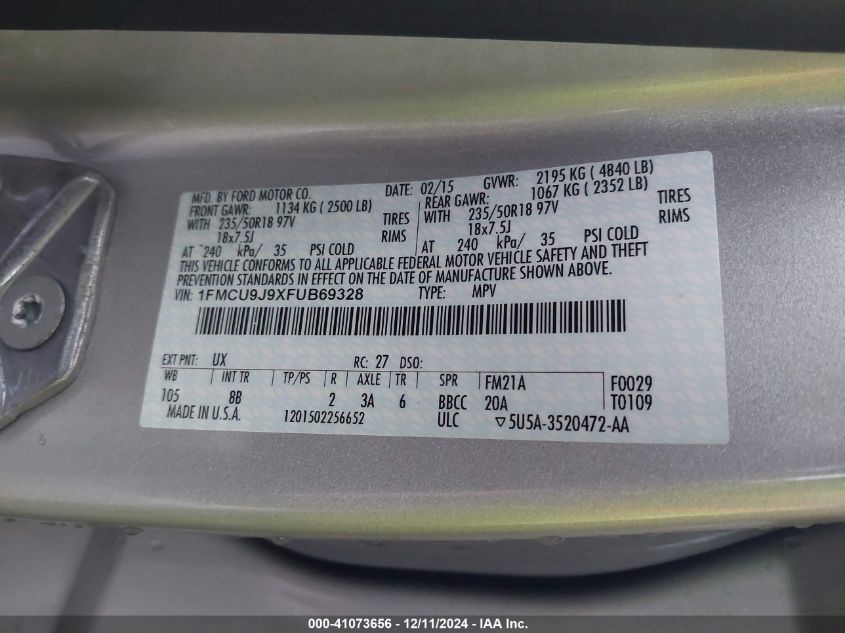 MFD. BY FORD MOTOR CO. DATE: 02/15 GVWR: 2195 KG ( 4840 LB)
FRONT GAWR: 1134 KG ( 2500 LB) REAR GAWR: 1067 KG ( 2352 LB)
WITH 235/50R18 97V TIRES WITH 235/50R18 97V TIRES
18x7.5J RIMS 18x7.5J RIMS
AT 240 kPa/ 35 PSI COLD AT 240 kPa/ 35 PSI COLD
THIS VEHICLE CONFORMS TO ALL APPLICABLE FEDERAL MOTOR VEHICLE SAFETY AND THEFT
PREVENTION STANDARDS IN EFFECT ON THE DATE OF MANUFACTURE SHOWN ABOVE.
VIN: 1FMCU9J9XFUB69328 TYPE: MPV
EXT PNT: UX RC: 27 DSO:
WB INT TR TP/PS R AXLE TR SPR FM21A F0029
105 8B 2 3A 6 BBCC 20A T0109
MADE IN U.S.A. 1201502256652 ULC ▽5U5A-3520472-AA
000-41073656 - 12/11/2024 - IAA Inc.